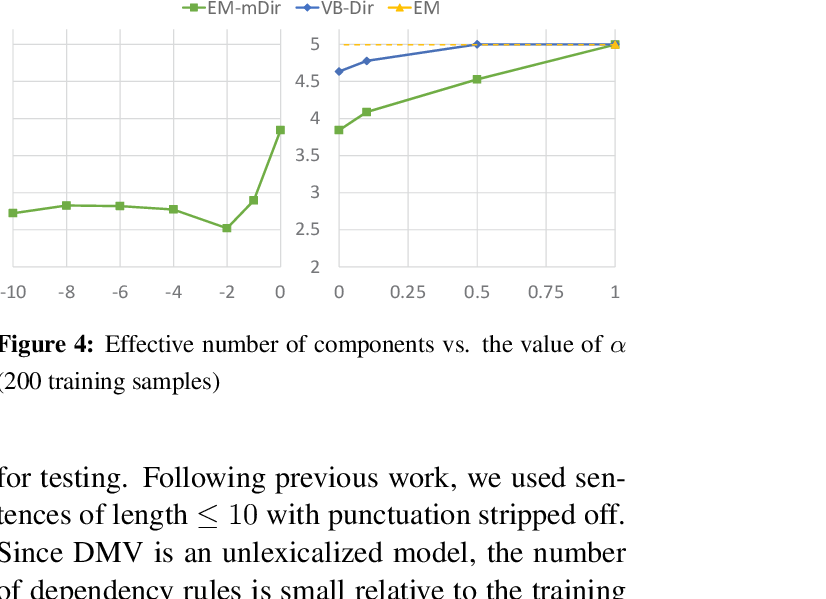 EM-mDir VB-Dir EM
5
4.5
4
3.5
3
2.5
2
-10 -8 -6 -4 -2 0 0 0.25 0.5 0.75 1
Figure 4: Effective number of components vs. the value of α
(200 training samples)
for testing. Following previous work, we used sen-
tences of length ≤ 10 with punctuation stripped off.
Since DMV is an unlexicalized model, the number
of dependency rules is small relative to the training